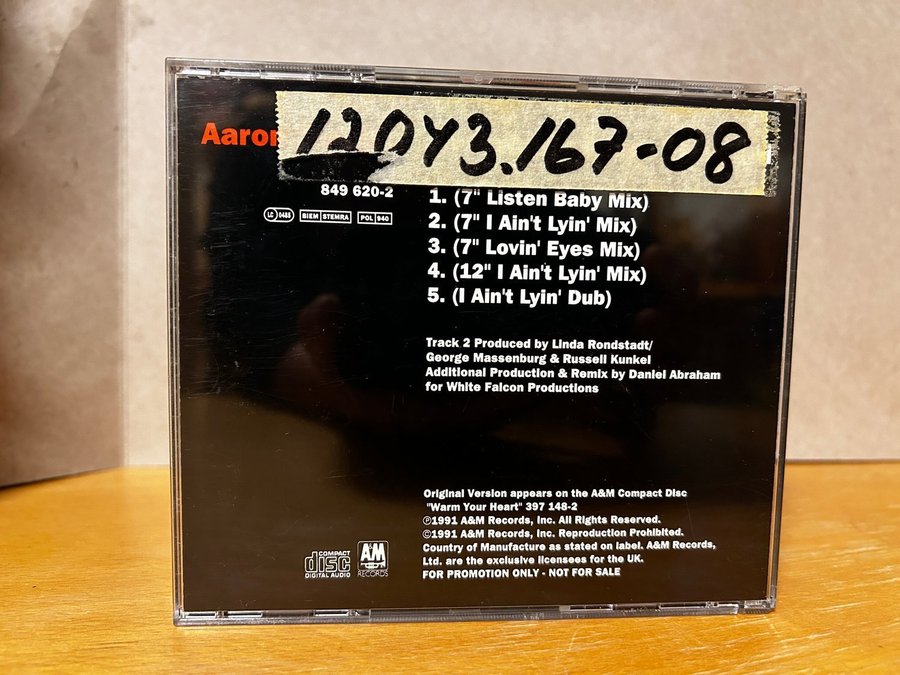 12043.167-08
Aaron
849 620-2
LC 0485 BIEM STEMRA POL 940
1. (7" Listen Baby Mix)
2. (7" I Ain't Lyin' Mix)
3. (7" Lovin' Eyes Mix)
4. (12" I Ain't Lyin' Mix)
5. (I Ain't Lyin' Dub)
Track 2 Produced by Linda Rondstadt/
George Massenburg & Russell Kunkel
Additional Production & Remix by Daniel Abraham
for White Falcon Productions
Original Version appears on the A&M Compact Disc
"Warm Your Heart" 397 148-2
Ⓟ1991 A&M Records, Inc. All Rights Reserved.
©1991 A&M Records, Inc. Reproduction Prohibited.
Country of Manufacture as stated on label. A&M Records,
Ltd. are the exclusive licensees for the UK.
FOR PROMOTION ONLY - NOT FOR SALE
COMPACT
disc
DIGITAL AUDIO
A&M
RECORDS